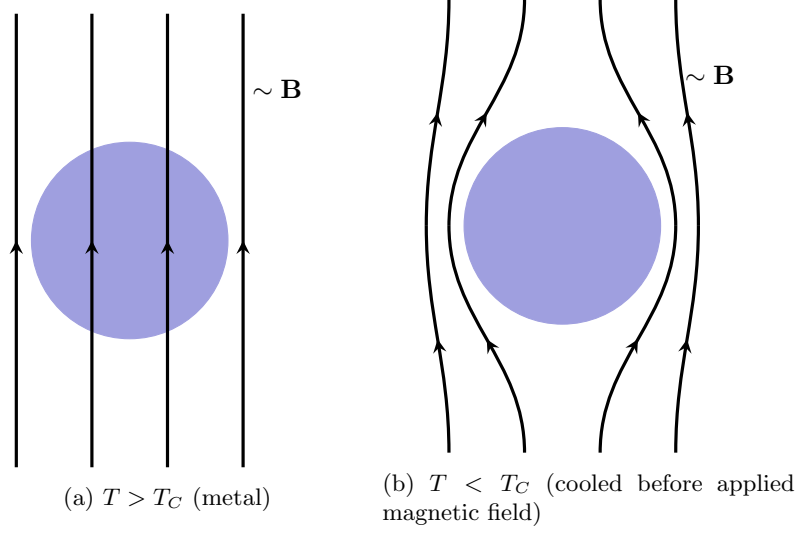 ∼ B
∼ B
(a) T > T_C (metal)
(b) T < T_C (cooled before applied
magnetic field)